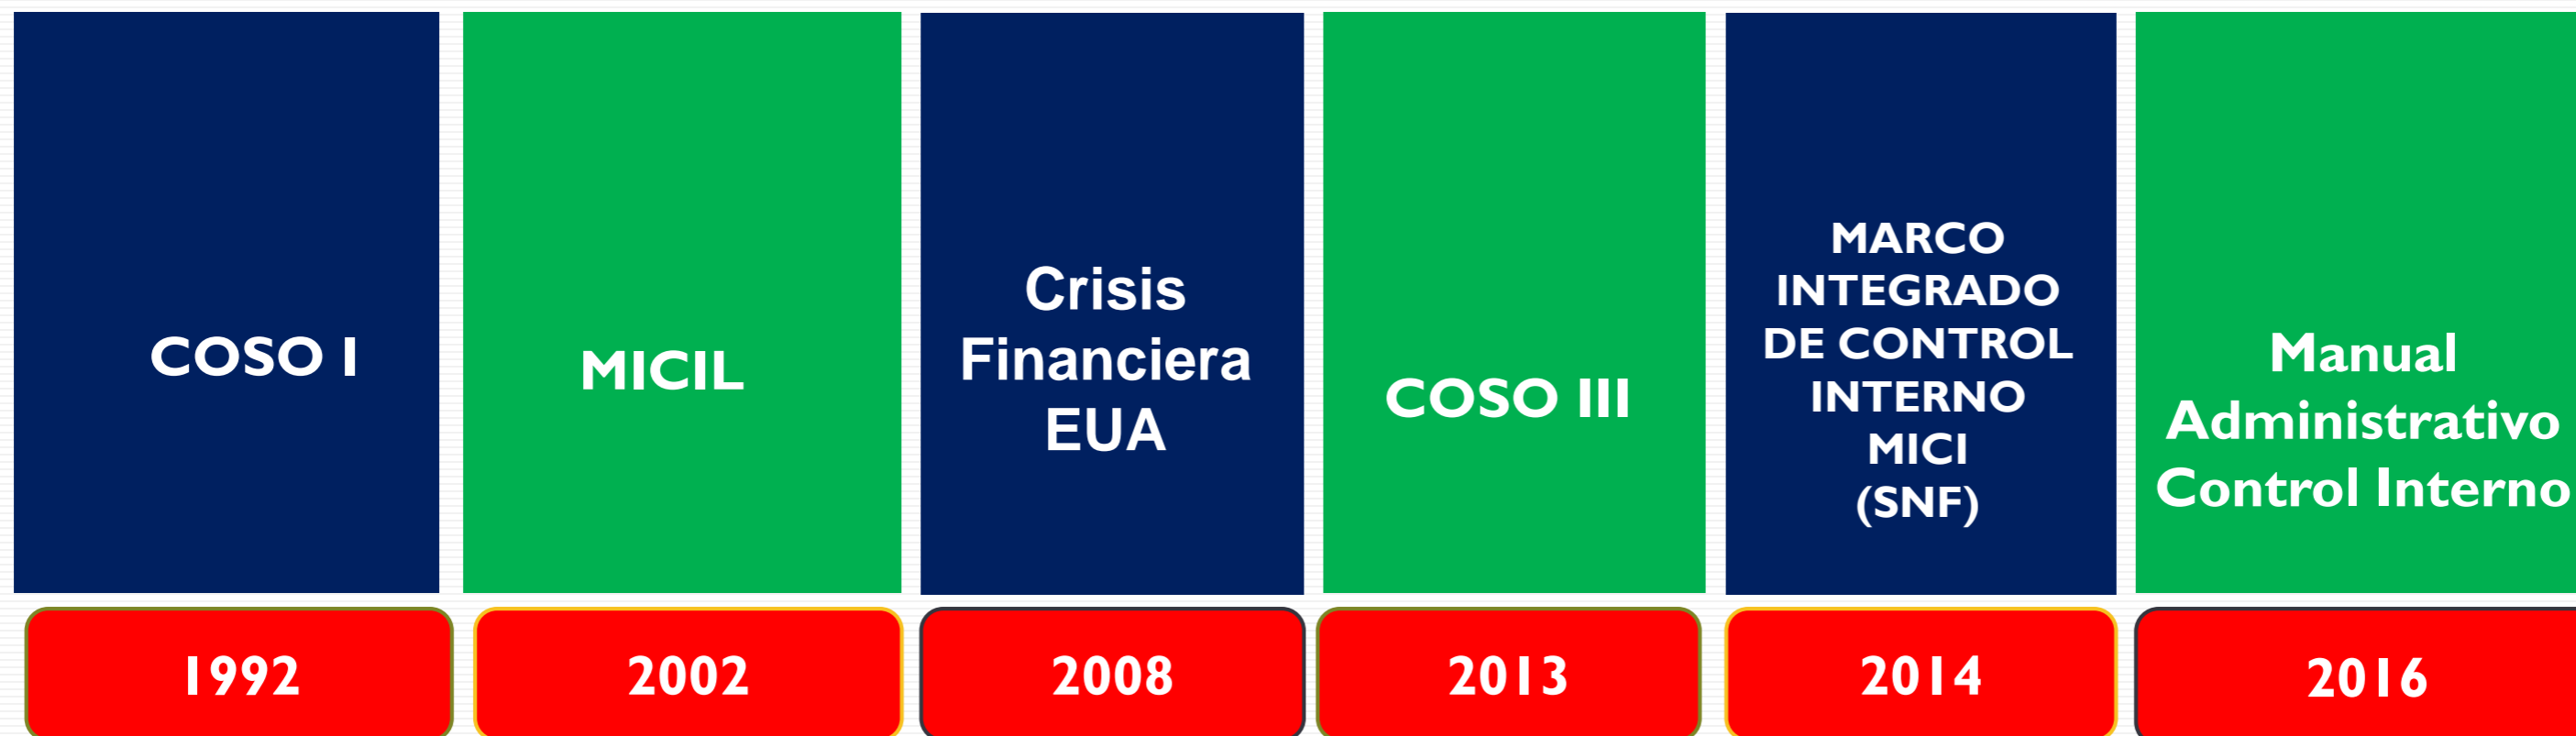 COSO I
MICIL
Crisis
Financiera
EUA
COSO III
MARCO
INTEGRADO
DE CONTROL
INTERNO
MICI
(SNF)
Manual
Administrativo
Control Interno
1992
2002
2008
2013
2014
2016